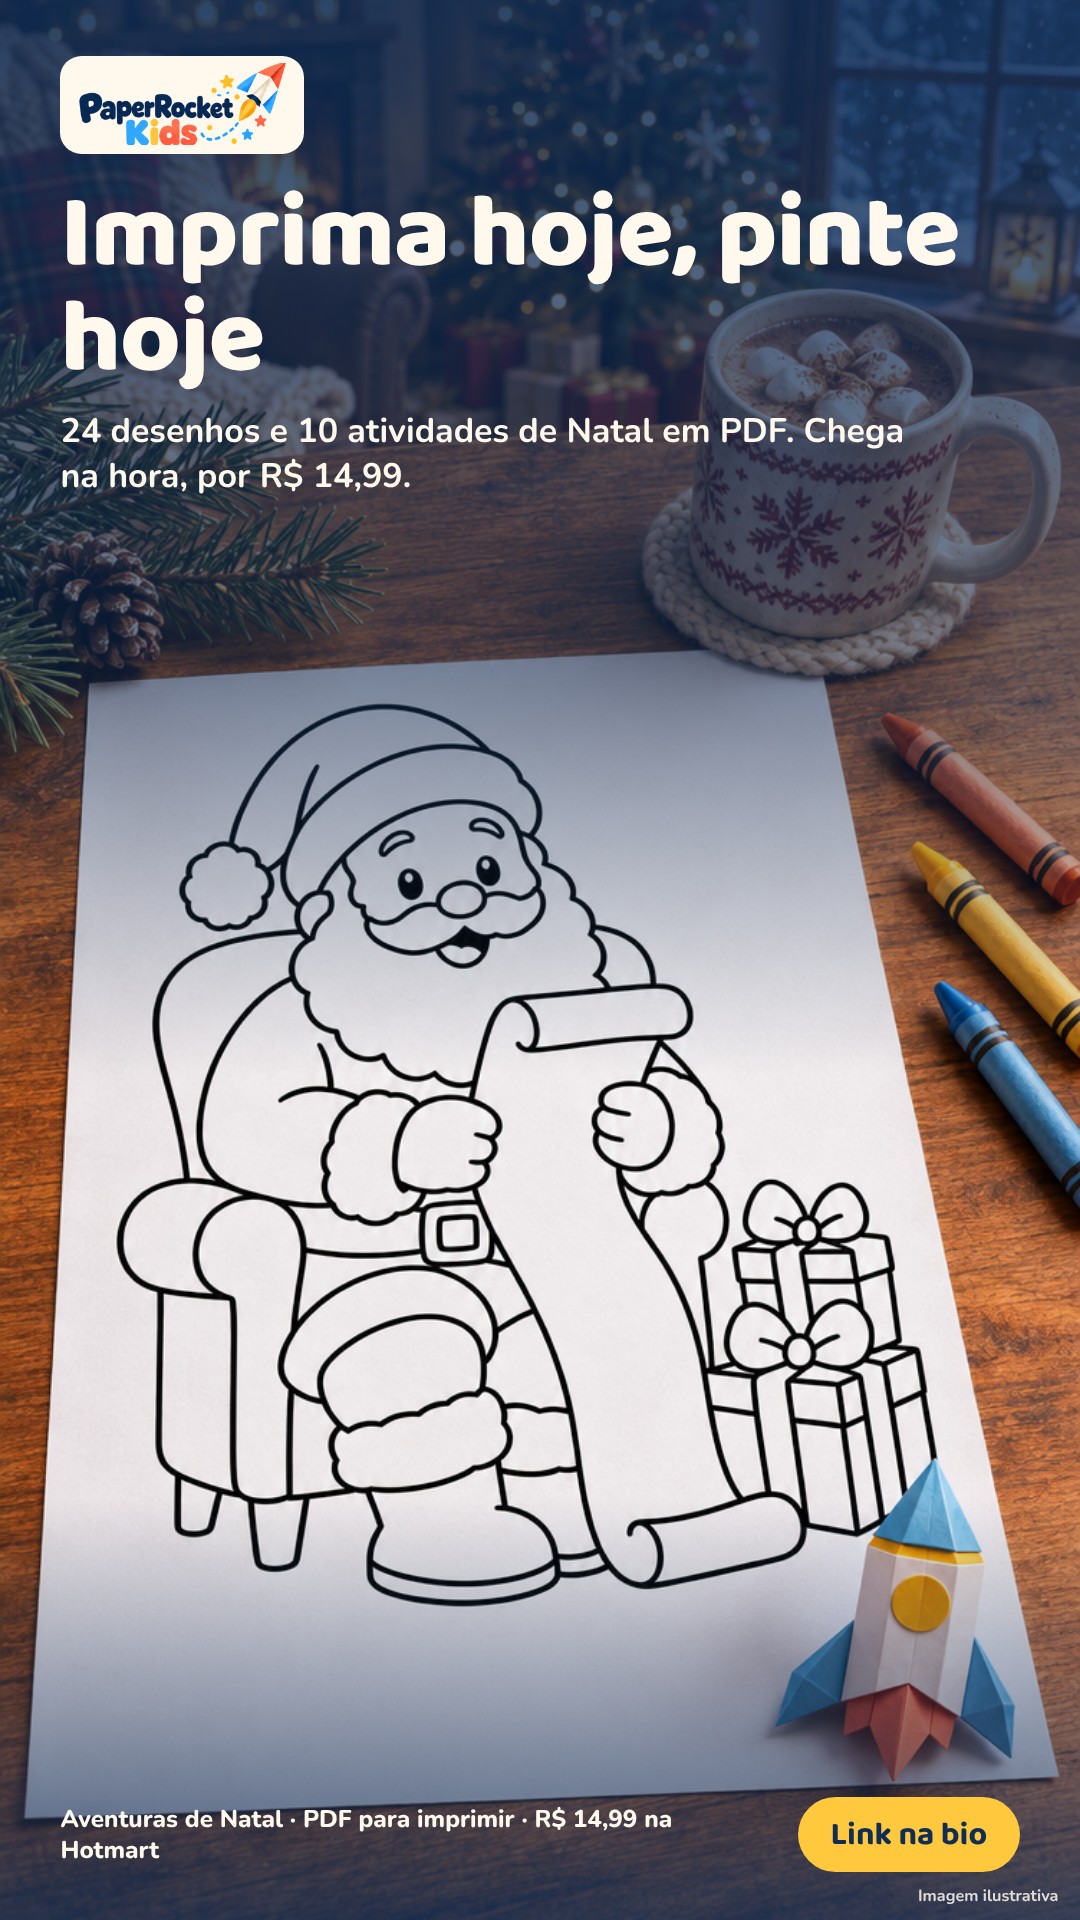 PaperRocket
Kids
Imprima hoje, pinte
hoje
24 desenhos e 10 atividades de Natal em PDF. Chega
na hora, por R$ 14,99.
Aventuras de Natal · PDF para imprimir · R$ 14,99 na
Hotmart
Link na bio
Imagem ilustrativa